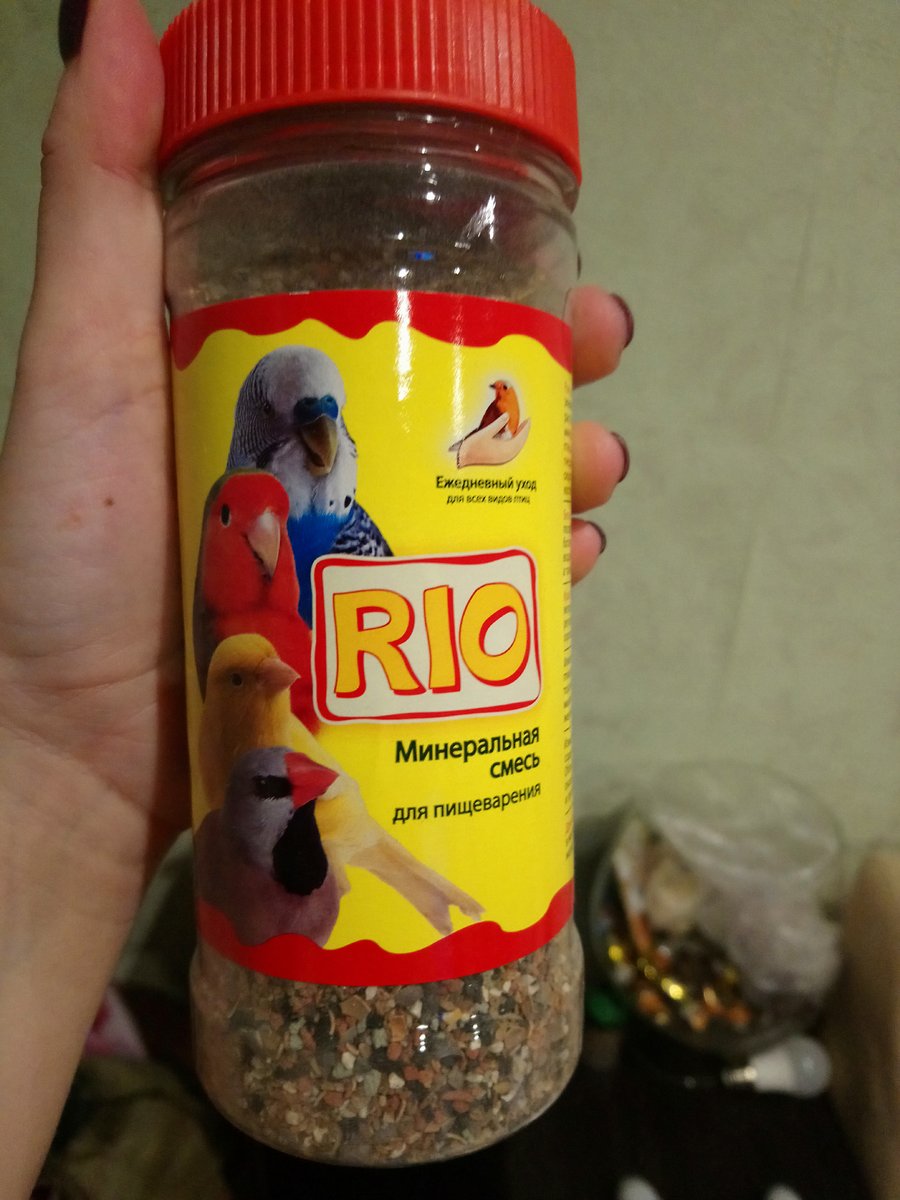 Ежедневный уход
для всех видов птиц
RIO
Минеральная
смесь
для пищеварения